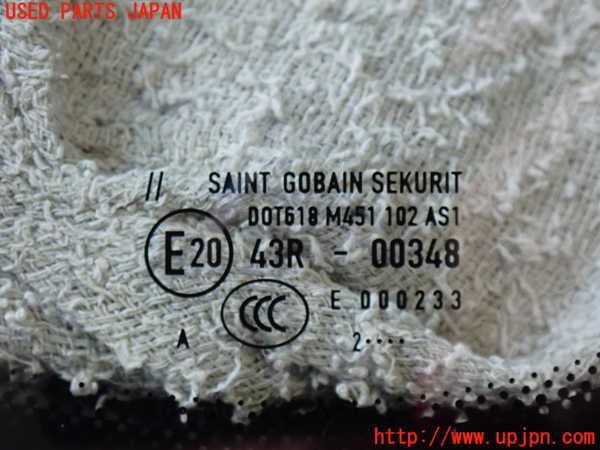 USED PARTS JAPAN
// SAINT GOBAIN SEKURIT
DOT618 M451 102 AS1
E20 43R - 00348
CCC E 000233
A 2••••
http://www.upjpn.com/